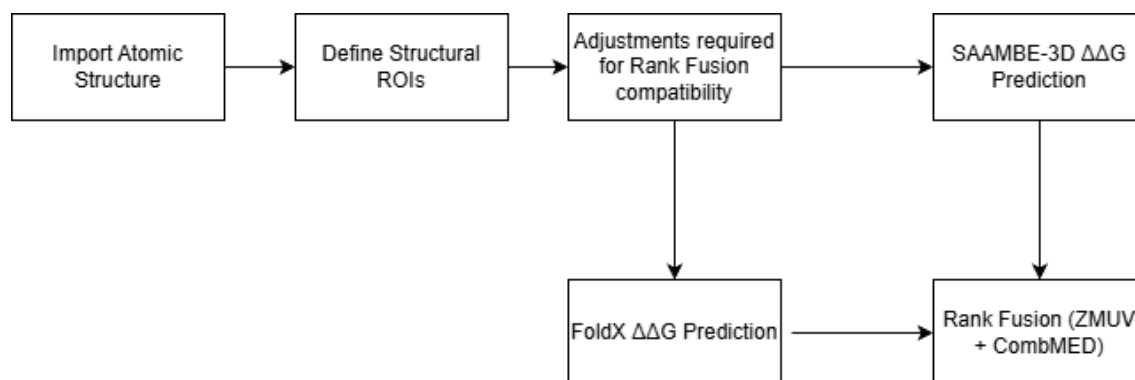 Import Atomic
Structure
Define Structural
ROIs
Adjustments required
for Rank Fusion
compatibility
SAAMBE-3D ΔΔG
Prediction
FoldX ΔΔG Prediction
Rank Fusion (ZMUV
+ CombMED)